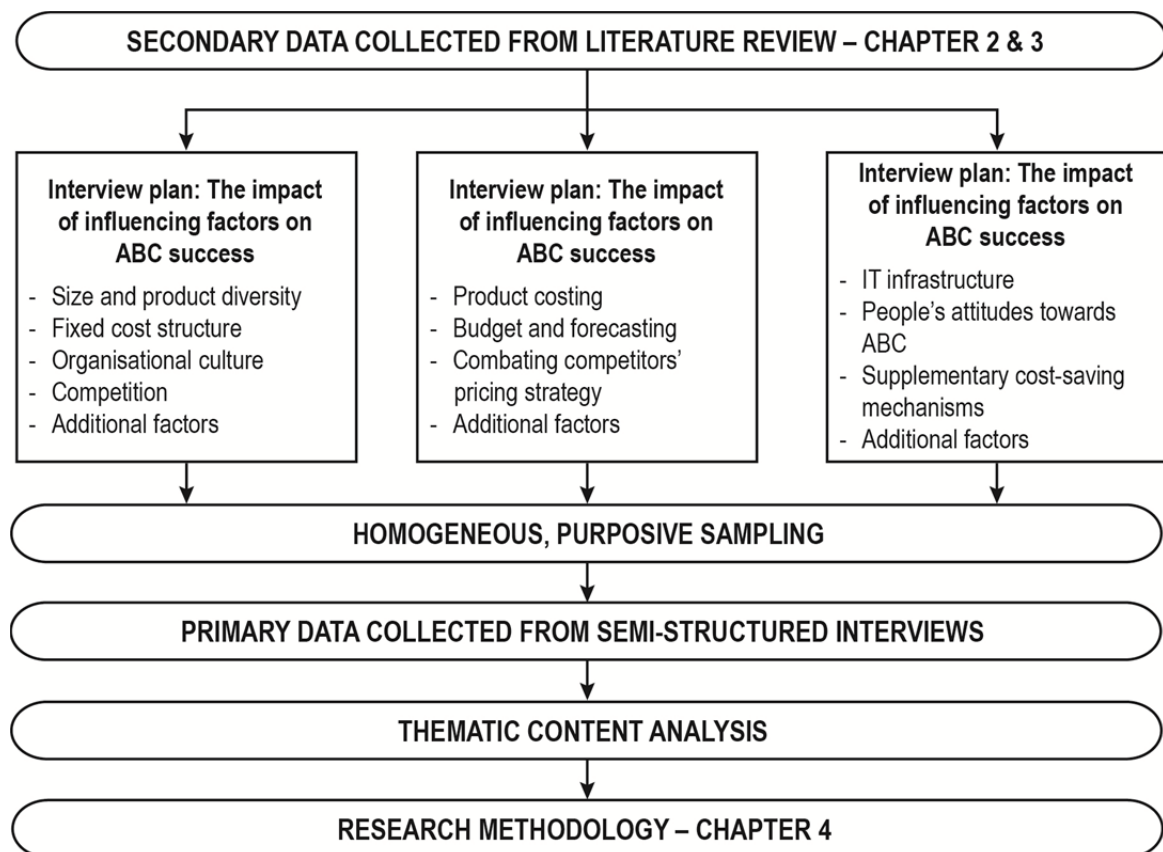 SECONDARY DATA COLLECTED FROM LITERATURE REVIEW – CHAPTER 2 & 3
Interview plan: The impact
of influencing factors on
ABC success
- Size and product diversity
- Fixed cost structure
- Organisational culture
- Competition
- Additional factors
Interview plan: The impact
of influencing factors on
ABC success
- Product costing
- Budget and forecasting
- Combating competitors’
pricing strategy
- Additional factors
Interview plan: The impact
of influencing factors on
ABC success
- IT infrastructure
- People’s attitudes towards
ABC
- Supplementary cost-saving
mechanisms
- Additional factors
HOMOGENEOUS, PURPOSIVE SAMPLING
PRIMARY DATA COLLECTED FROM SEMI-STRUCTURED INTERVIEWS
THEMATIC CONTENT ANALYSIS
RESEARCH METHODOLOGY – CHAPTER 4